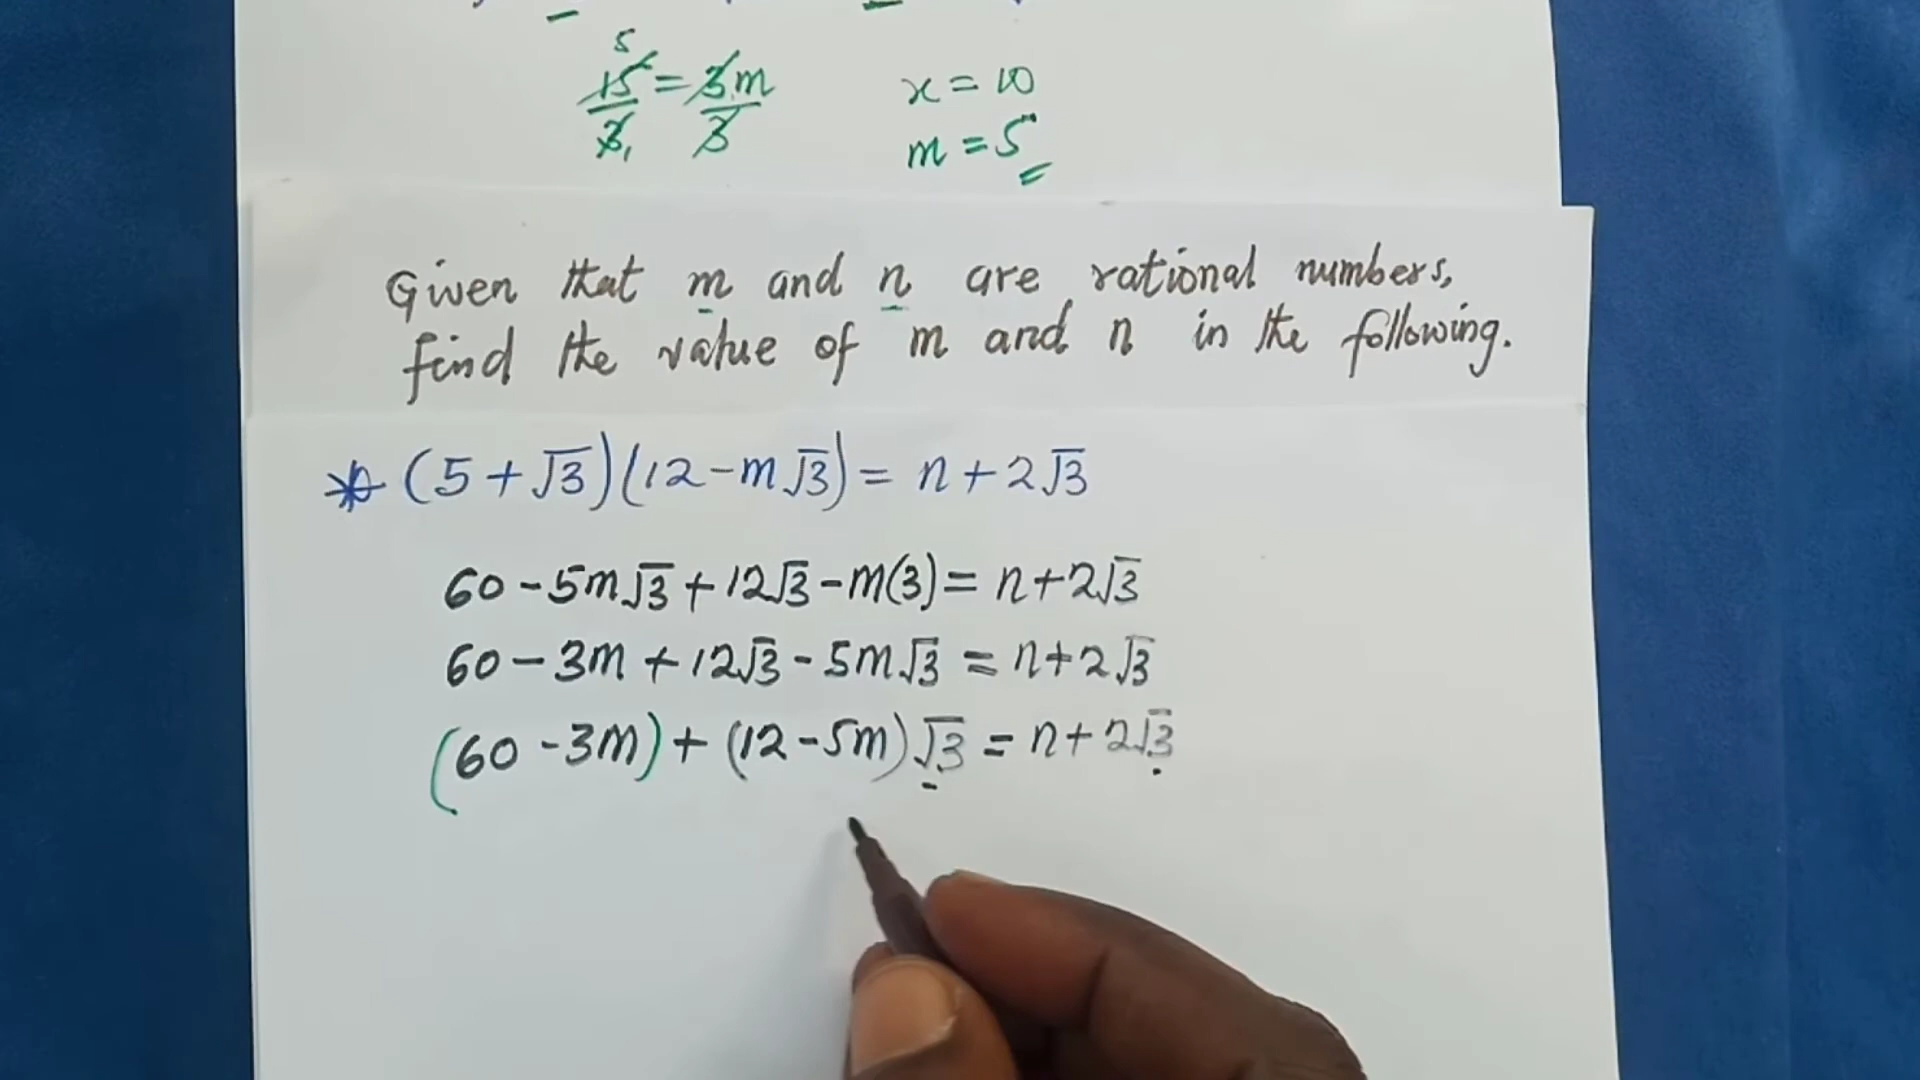 5
15/3 1 = 3m/3
x = 10
m = 5
Given that m and n are rational numbers,
find the value of m and n in the following.
* (5+√3)(12-m√3) = n+2√3
60-5m√3+12√3-m(3) = n+2√3
60-3m+12√3-5m√3 = n+2√3
(60-3m)+(12-5m)√3 = n+2√3